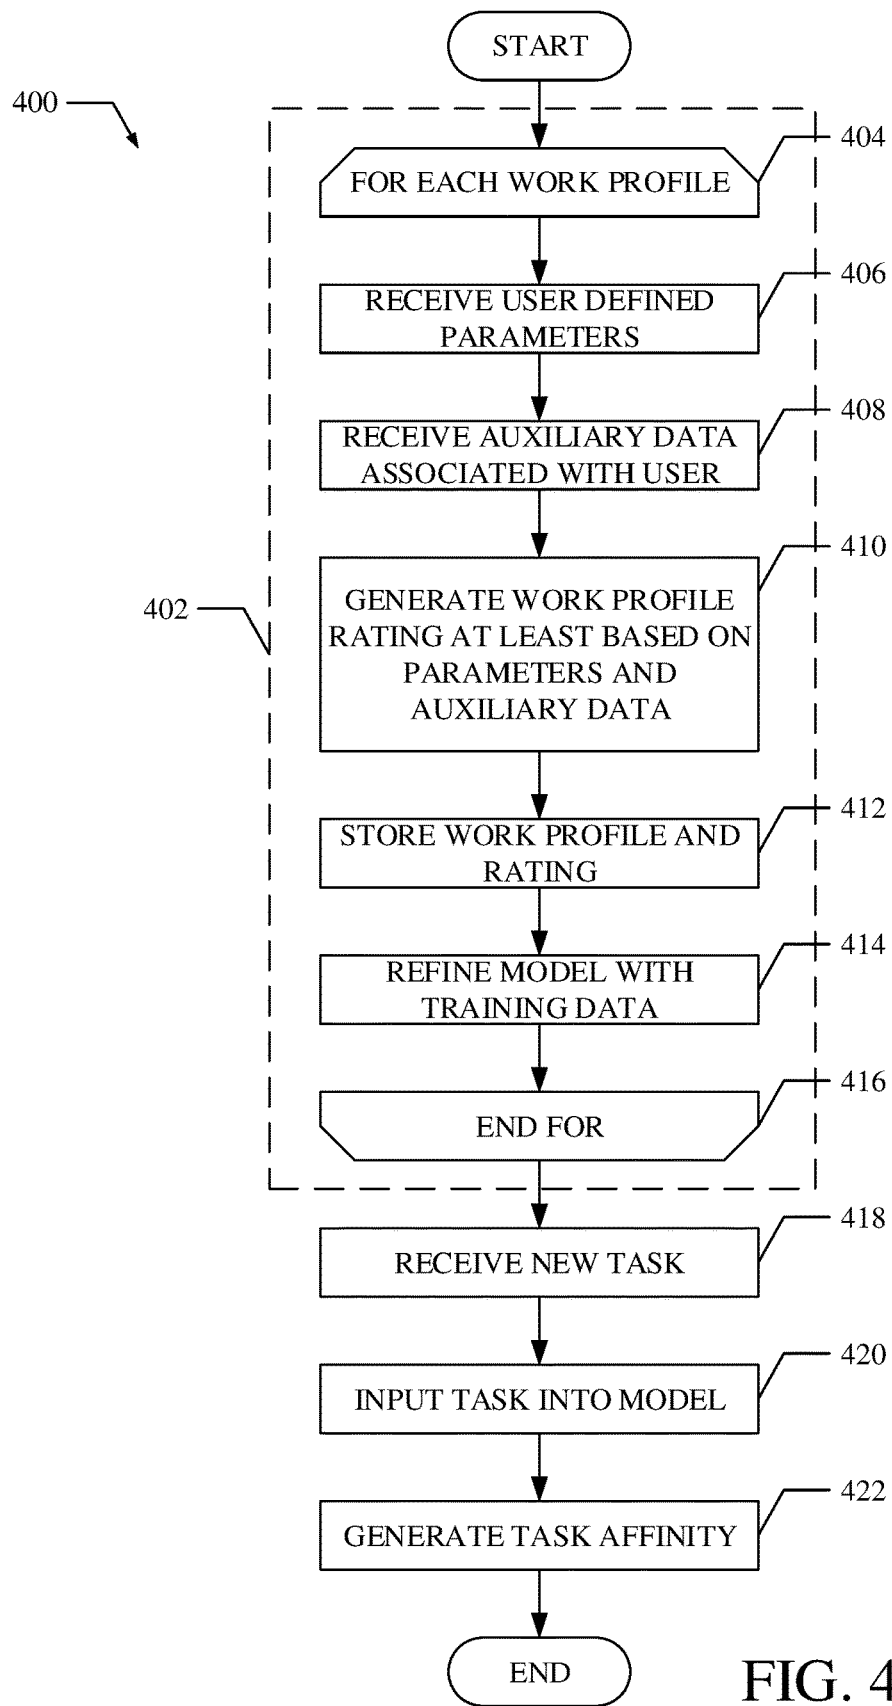 START
400
404
FOR EACH WORK PROFILE
406
RECEIVE USER DEFINED
PARAMETERS
408
RECEIVE AUXILIARY DATA
ASSOCIATED WITH USER
410
402
GENERATE WORK PROFILE
RATING AT LEAST BASED ON
PARAMETERS AND
AUXILIARY DATA
412
STORE WORK PROFILE AND
RATING
414
REFINE MODEL WITH
TRAINING DATA
416
END FOR
418
RECEIVE NEW TASK
420
INPUT TASK INTO MODEL
422
GENERATE TASK AFFINITY
END
FIG. 4